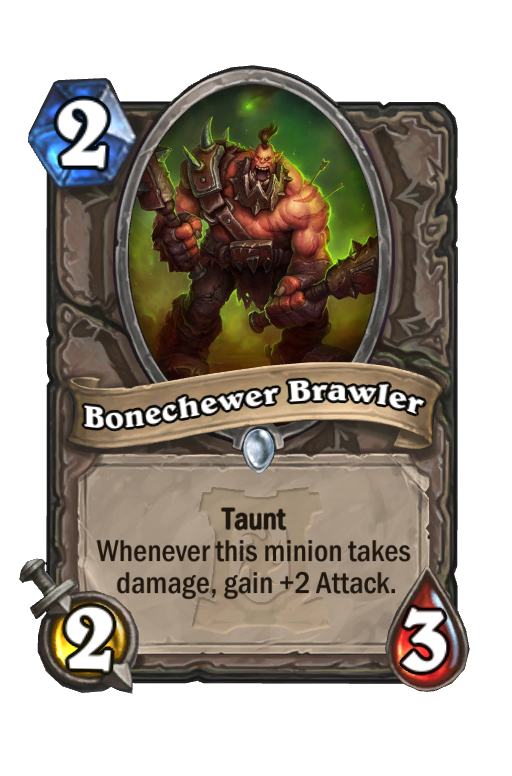 2
Bonechewer Brawler
Taunt
Whenever this minion takes
damage, gain +2 Attack.
2
3